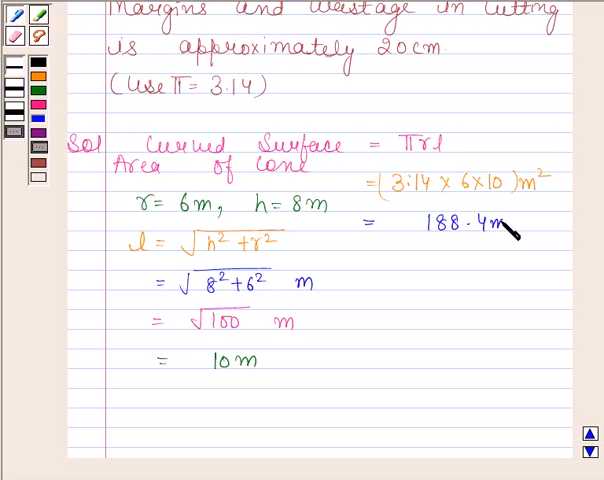 Margins and wastage in cutting
is approximately 20cm.
(Use π = 3.14)
Sol Curved Surface = πrl
Area of Cone
= (3.14 × 6 × 10) m²
r = 6m, h = 8m
= 188.4m
l = √h² + r²
= √8² + 6² m
= √100 m
= 10m